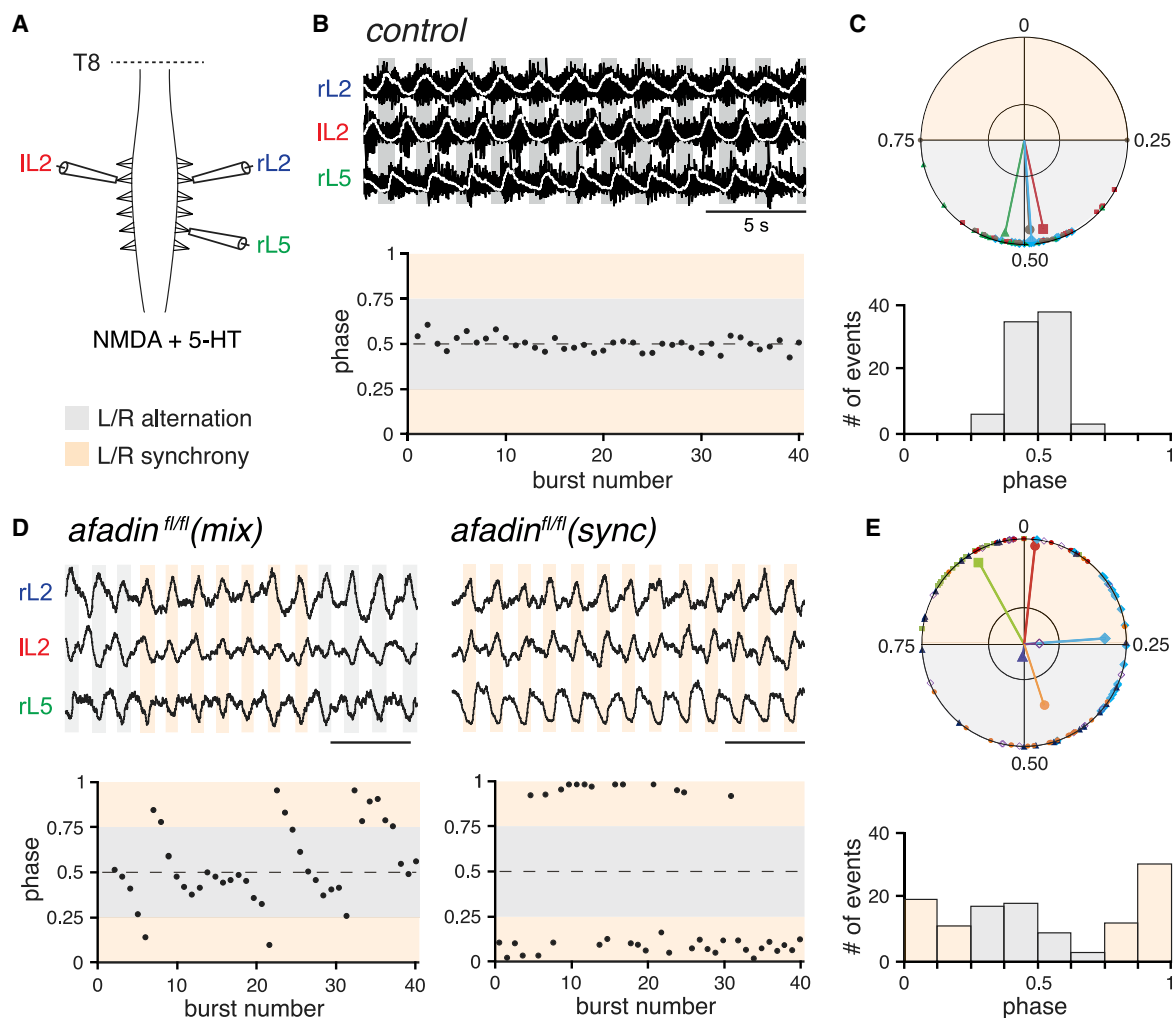 A
T8
lL2
rL2
rL5
NMDA + 5-HT
L/R alternation
L/R synchrony
B
control
rL2
lL2
rL5
5 s
phase
1
0.75
0.5
0.25
0
0 10 20 30 40
burst number
C
0
0.75
0.25
0.50
# of events
40
20
0
0 0.5 1
phase
D
afadin fl/fl (mix)
rL2
lL2
rL5
phase
1
0.75
0.5
0.25
0
0 10 20 30 40
burst number
afadin fl/fl (sync)
1
0.75
0.5
0.25
0
0 10 20 30 40
burst number
E
0
0.75
0.25
0.50
# of events
40
20
0
0 0.5 1
phase